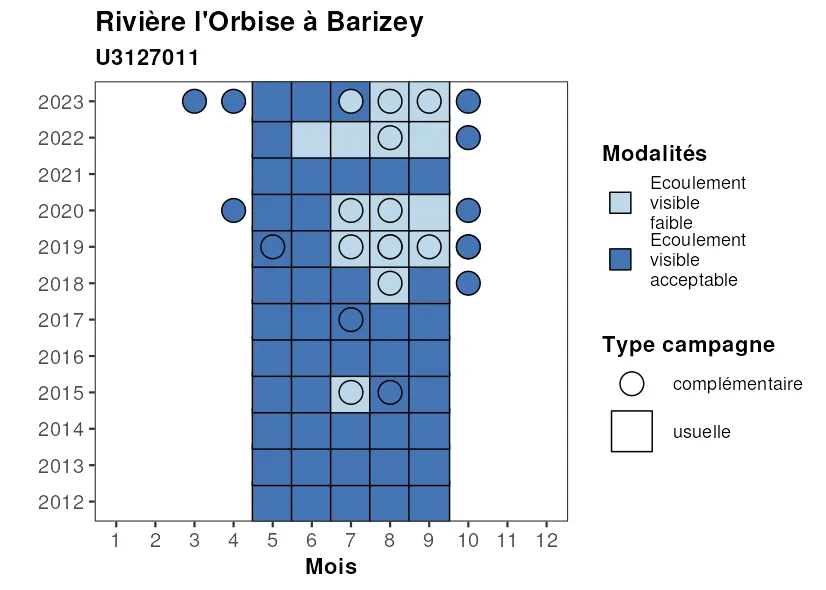 Rivière l'Orbise à Barizey
U3127011
2023
2022
2021
2020
2019
2018
2017
2016
2015
2014
2013
2012
1 2 3 4 5 6 7 8 9 10 11 12
Mois
Modalités
Ecoulement
visible
faible
Ecoulement
visible
acceptable
Type campagne
complémentaire
usuelle